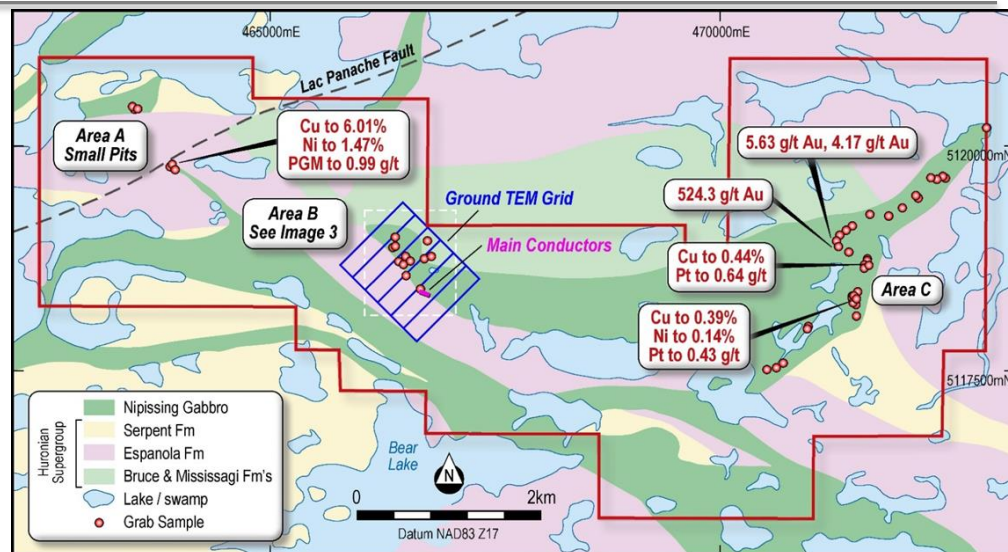 465000mE
470000mE
Lac Panache Fault
Area A
Small Pits
Cu to 6.01%
Ni to 1.47%
PGM to 0.99 g/t
5.63 g/t Au, 4.17 g/t Au
5120000mN
524.3 g/t Au
Ground TEM Grid
Area B
See Image 3
Main Conductors
Cu to 0.44%
Pt to 0.64 g/t
Area C
Cu to 0.39%
Ni to 0.14%
Pt to 0.43 g/t
5117500mN
Huronian
Supergroup
Nipissing Gabbro
Serpent Fm
Espanola Fm
Bruce & Mississagi Fm's
Lake / swamp
Grab Sample
Bear
Lake
N
0
2km
Datum NAD83 Z17